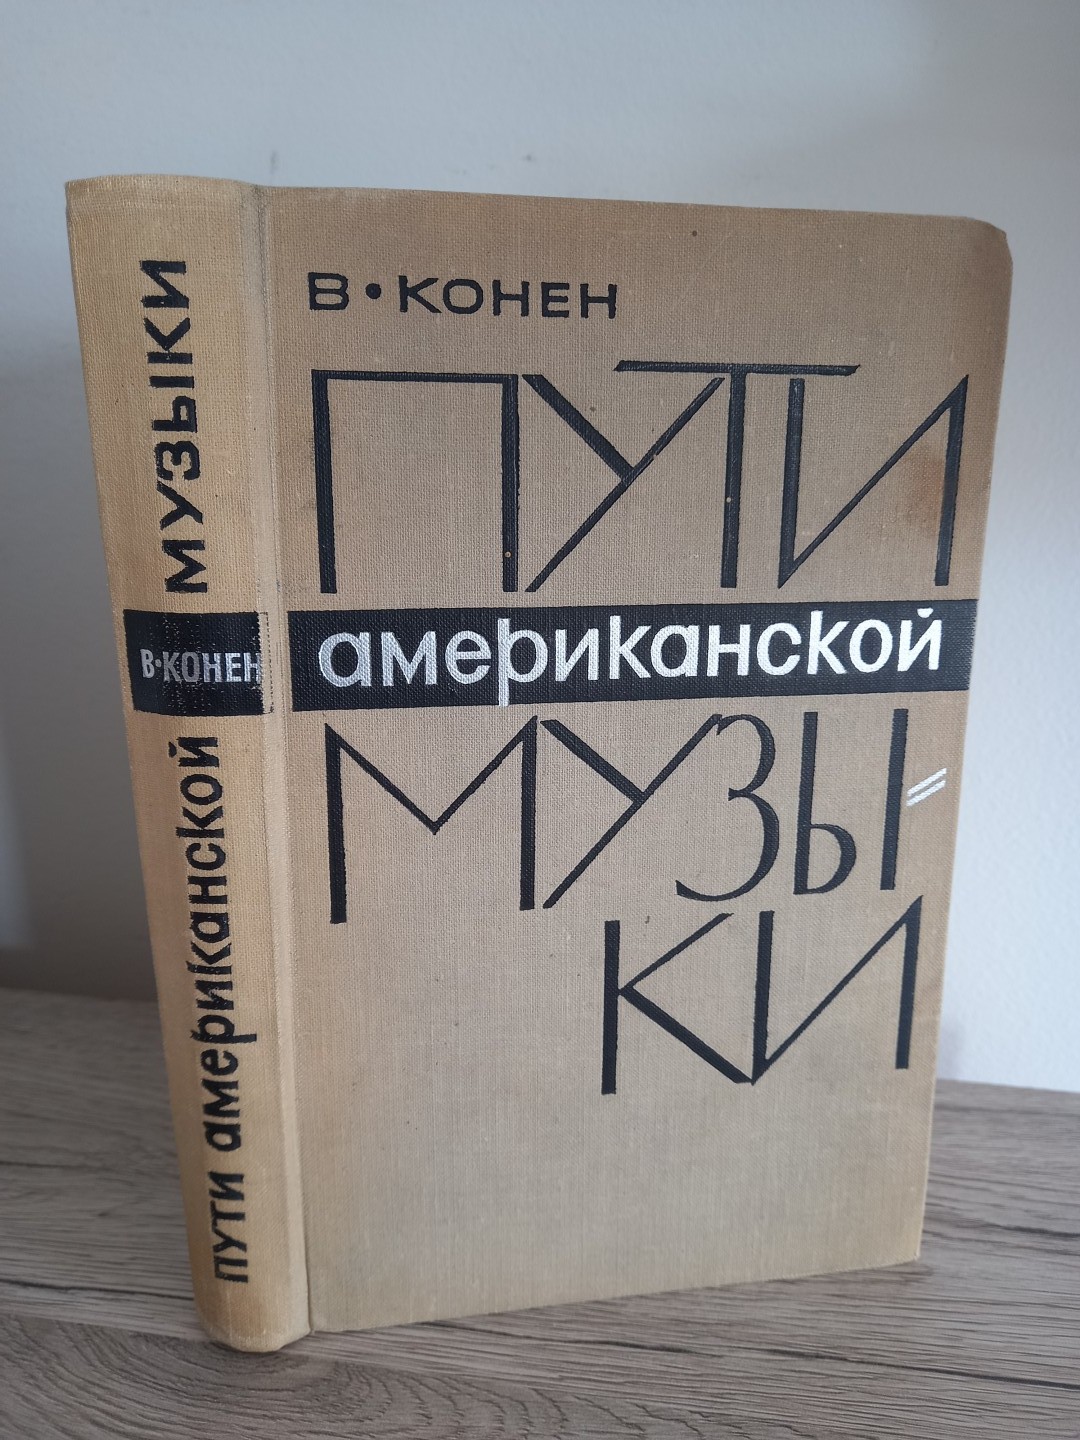 В·КОНЕН
ПУТИ
американской
МУЗЫ=
КИ
ПУТИ американской МУЗЫКИ
В·КОНЕН